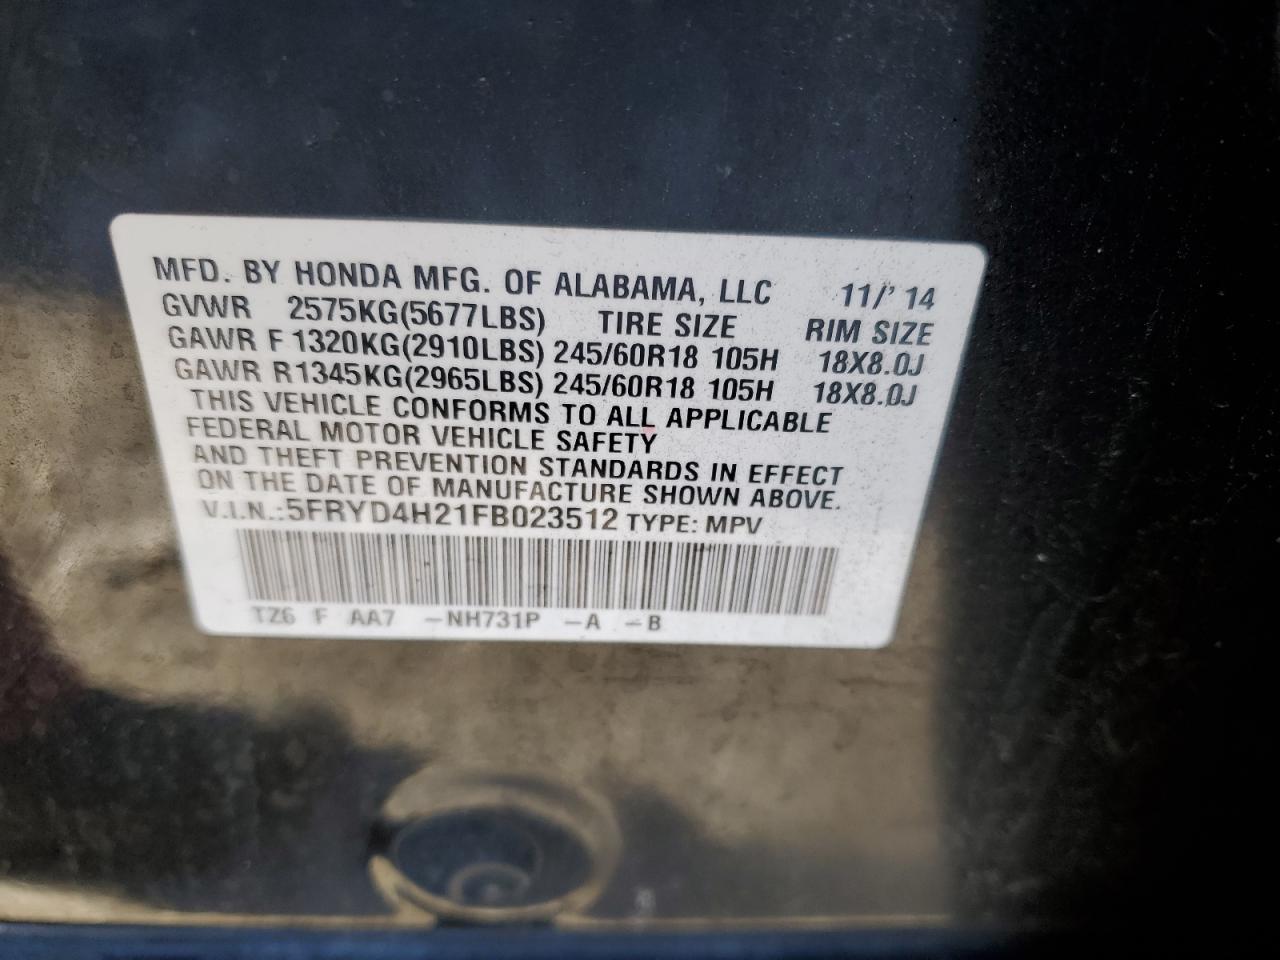 MFD. BY HONDA MFG. OF ALABAMA, LLC 11/'14
GVWR 2575KG(5677LBS) TIRE SIZE RIM SIZE
GAWR F 1320KG(2910LBS) 245/60R18 105H 18X8.0J
GAWR R1345KG(2965LBS) 245/60R18 105H 18X8.0J
THIS VEHICLE CONFORMS TO ALL APPLICABLE
FEDERAL MOTOR VEHICLE SAFETY
AND THEFT PREVENTION STANDARDS IN EFFECT
ON THE DATE OF MANUFACTURE SHOWN ABOVE.
V.I.N.:5FRYD4H21FB023512 TYPE: MPV
TZ6 F AA7 -NH731P -A -B